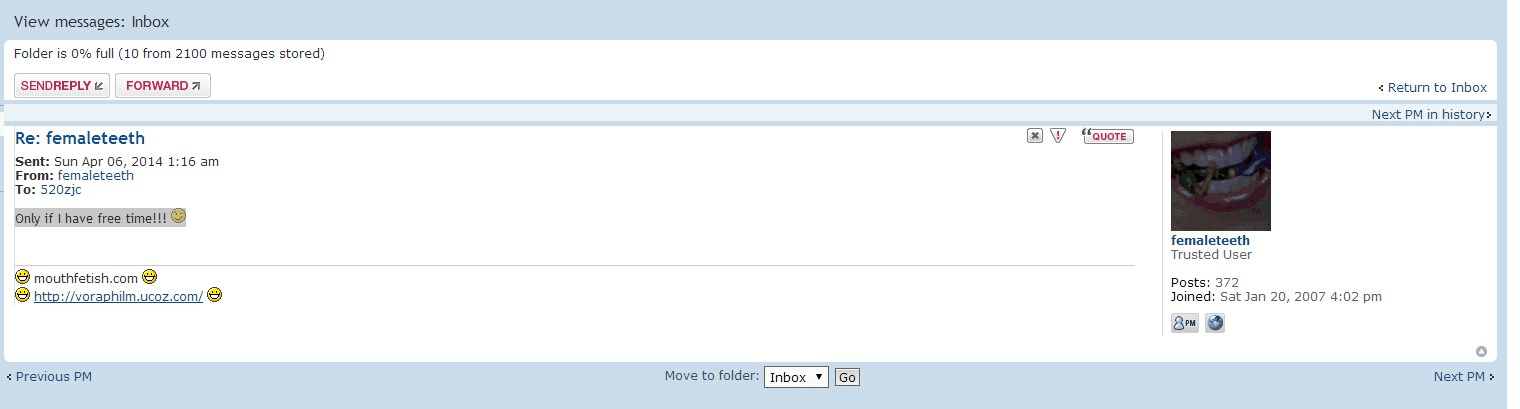 View messages: Inbox
Folder is 0% full (10 from 2100 messages stored)
SENDREPLY FORWARD
Return to Inbox
Next PM in history
Re: femaleteeth
QUOTE
Sent: Sun Apr 06, 2014 1:16 am
From: femaleteeth
To: 520zjc
Only if I have free time!!!
mouthfetish.com
http://voraphilm.ucoz.com/
femaleteeth
Trusted User
Posts: 372
Joined: Sat Jan 20, 2007 4:02 pm
PM
Previous PM
Move to folder: Inbox Go
Next PM